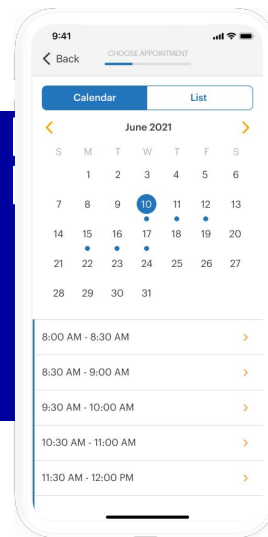 9:41
Back
CHOOSE APPOINTMENT
Calendar List
June 2021
S M T W T F S
1 2 3 4 5 6
7 8 9 10 11 12 13
14 15 16 17 18 19 20
21 22 23 24 25 26 27
28 29 30 31
8:00 AM - 8:30 AM
8:30 AM - 9:00 AM
9:30 AM - 10:00 AM
10:30 AM - 11:00 AM
11:30 AM - 12:00 PM